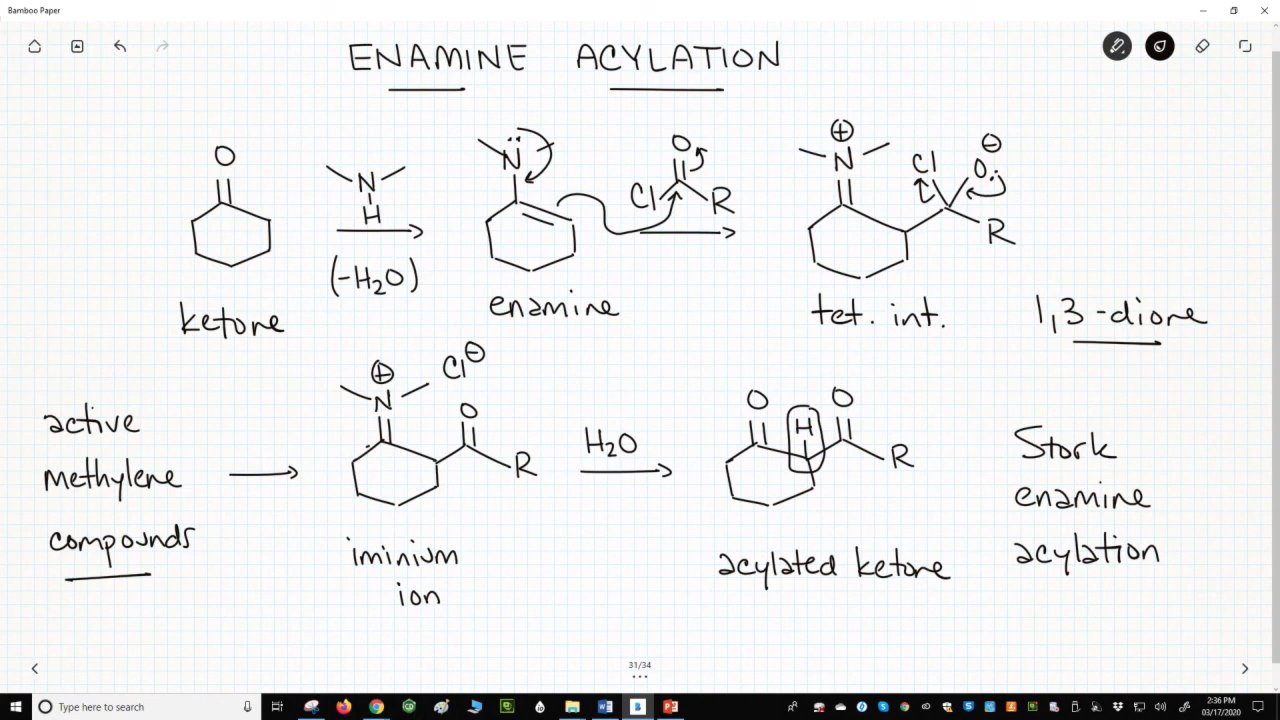 Bamboo Paper
ENAMINE ACYLATION
O
N
H
(-H₂O)
ketone
N
enamine
O
Cl
R
⊕
N
Cl
O
⊖
R
tet. int.
1,3-dione
active
methylene
compounds
⊕
N
Cl⊖
O
R
iminium
ion
H₂O
O
H
O
R
acylated ketone
Stork
enamine
acylation
31/34
Type here to search
2:36 PM
03/17/2020